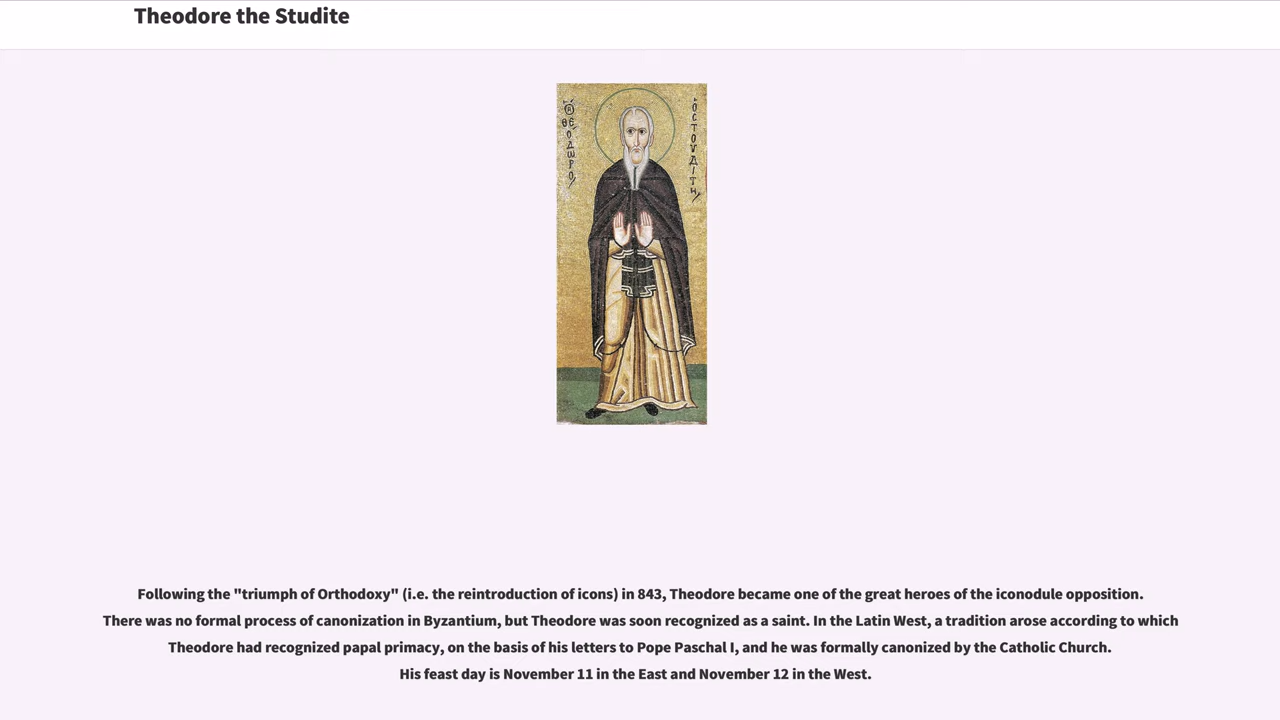 Theodore the Studite
ΘΕΟΔΩΡΟ
ΟΣΤΟΥΔΙΤΗ
Following the "triumph of Orthodoxy" (i.e. the reintroduction of icons) in 843, Theodore became one of the great heroes of the iconodule opposition.
There was no formal process of canonization in Byzantium, but Theodore was soon recognized as a saint. In the Latin West, a tradition arose according to which
Theodore had recognized papal primacy, on the basis of his letters to Pope Paschal I, and he was formally canonized by the Catholic Church.
His feast day is November 11 in the East and November 12 in the West.